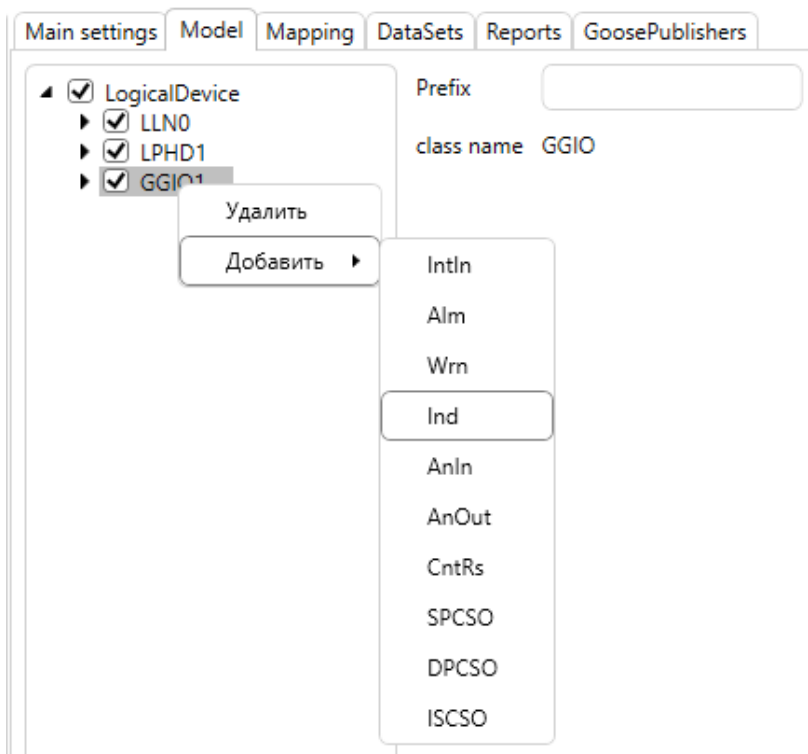 Main settings Model Mapping DataSets Reports GoosePublishers
LogicalDevice
LLN0
LPHD1
GGIO1
Prefix
class name GGIO
Удалить
Добавить
IntIn
Alm
Wrn
Ind
AnIn
AnOut
CntRs
SPCSO
DPCSO
ISCSO